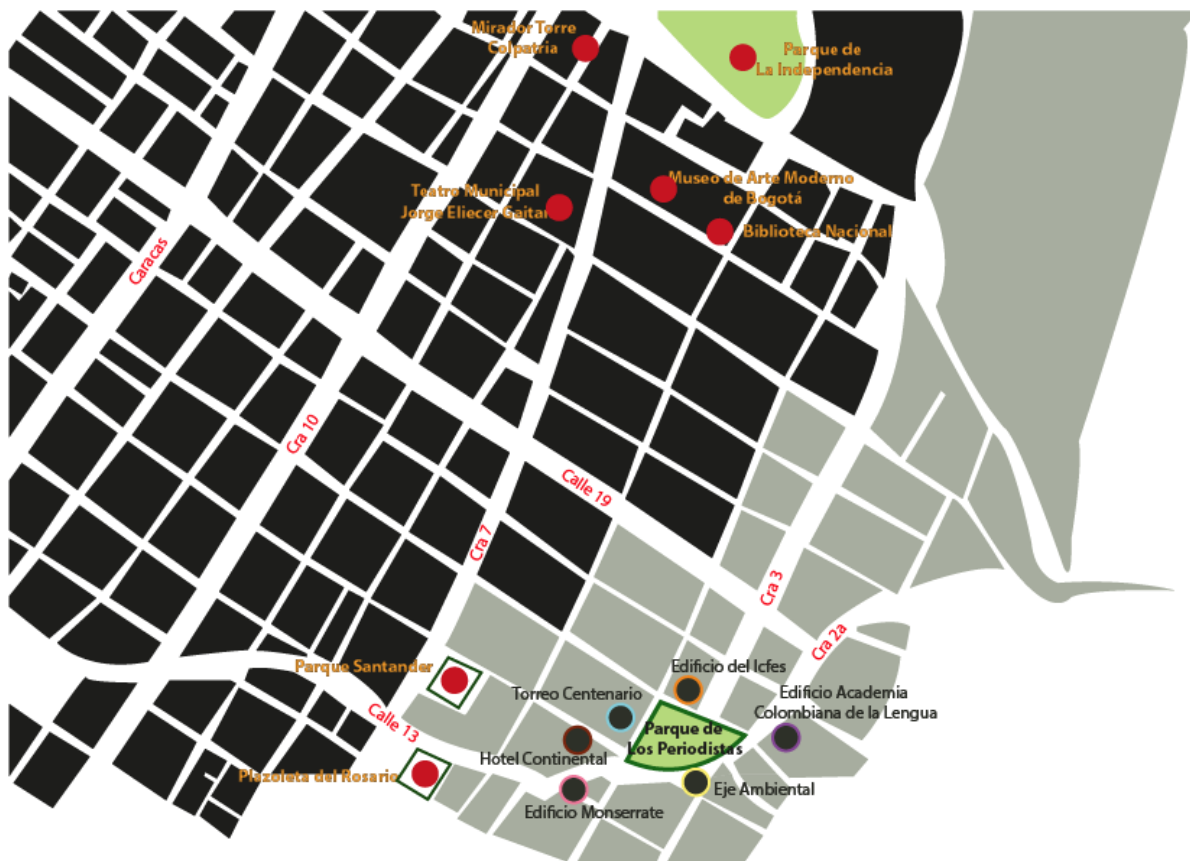 Mirador Torre
Colpatria
Parque de
La Independencia
Museo de Arte Moderno
de Bogotá
Teatro Municipal
Jorge Eliecer Gaitan
Biblioteca Nacional
Caracas
Cra 10
Calle 19
Cra 7
Cra 3
Cra 2a
Parque Santander
Edificio del Icfes
Torreo Centenario
Edificio Academia
Colombiana de la Lengua
Calle 13
Parque de
Los Periodistas
Hotel Continental
Plazoleta del Rosario
Eje Ambiental
Edificio Monserrate